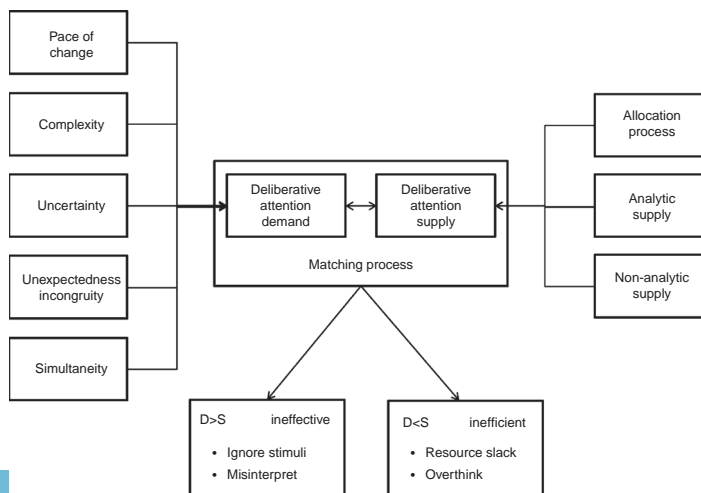 Pace of
change
Complexity
Uncertainty
Unexpectedness
incongruity
Simultaneity
Deliberative
attention
demand
Deliberative
attention
supply
Matching process
Allocation
process
Analytic
supply
Non-analytic
supply
D>S ineffective
• Ignore stimuli
• Misinterpret
D<S inefficient
• Resource slack
• Overthink